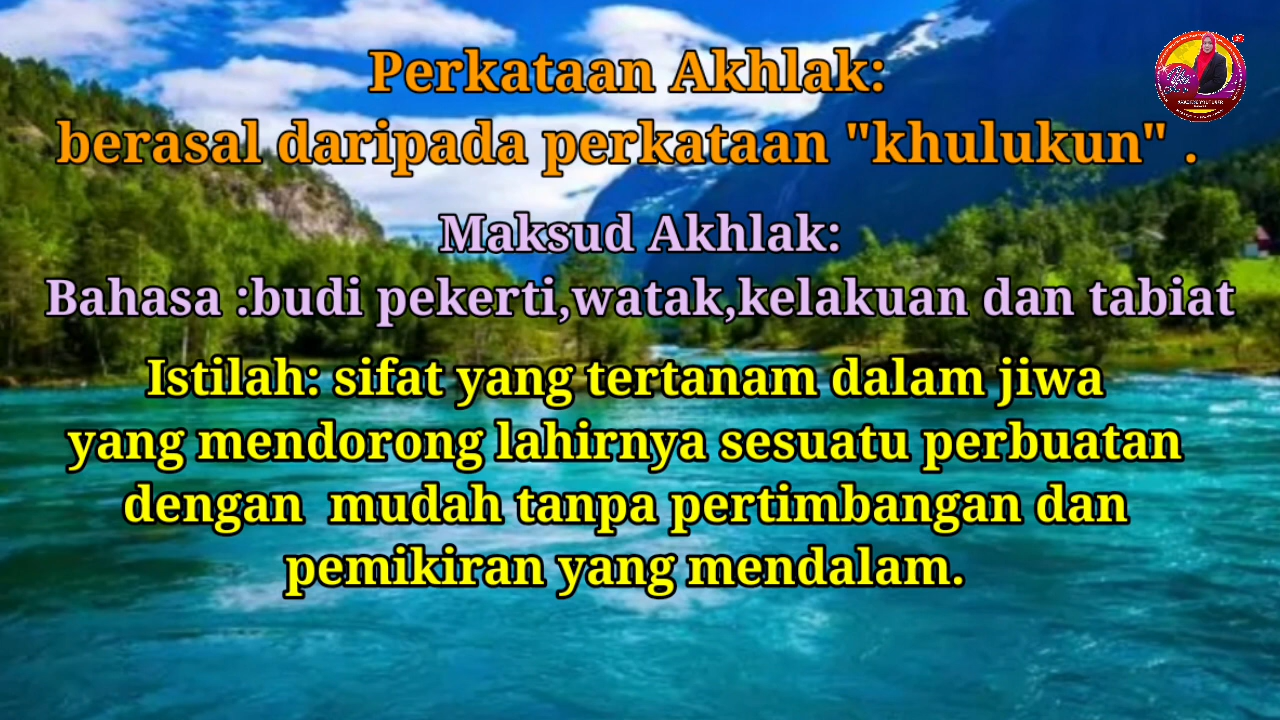 Perkataan Akhlak:
berasal daripada perkataan "khulukun" .
Maksud Akhlak:
Bahasa :budi pekerti,watak,kelakuan dan tabiat
Istilah: sifat yang tertanam dalam jiwa
yang mendorong lahirnya sesuatu perbuatan
dengan  mudah tanpa pertimbangan dan
pemikiran yang mendalam.